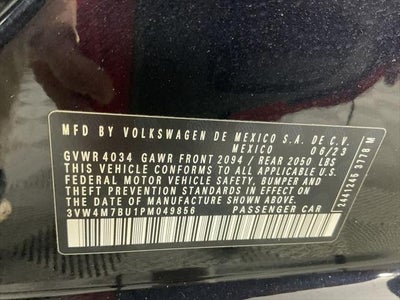 MFD BY VOLKSWAGEN DE MEXICO S.A. DE C.V.
MEXICO 06/23
GVWR 4034 GAWR FRONT 2094 / REAR 2050 LBS
THIS VEHICLE CONFORMS TO ALL APPLICABLE U.S.
FEDERAL MOTOR VEHICLE SAFETY, BUMPER, AND
THEFT PREVENTION STANDARDS IN EFFECT ON
THE DATE OF MANUFACTURE SHOWN ABOVE.
3VW4M7BU1PM049856 PASSENGER CAR